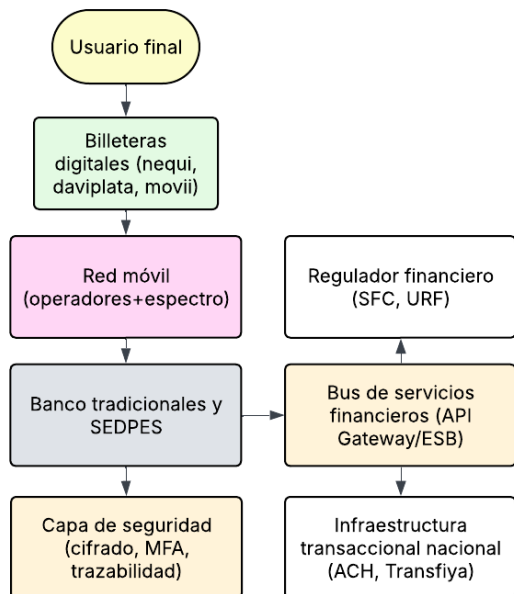 Usuario final
Billeteras
digitales (nequi,
daviplata, movii)
Red móvil
(operadores+espectro)
Regulador financiero
(SFC, URF)
Banco tradicionales y
SEDPES
Bus de servicios
financieros (API
Gateway/ESB)
Capa de seguridad
(cifrado, MFA,
trazabilidad)
Infraestructura
transaccional nacional
(ACH, Transfiya)